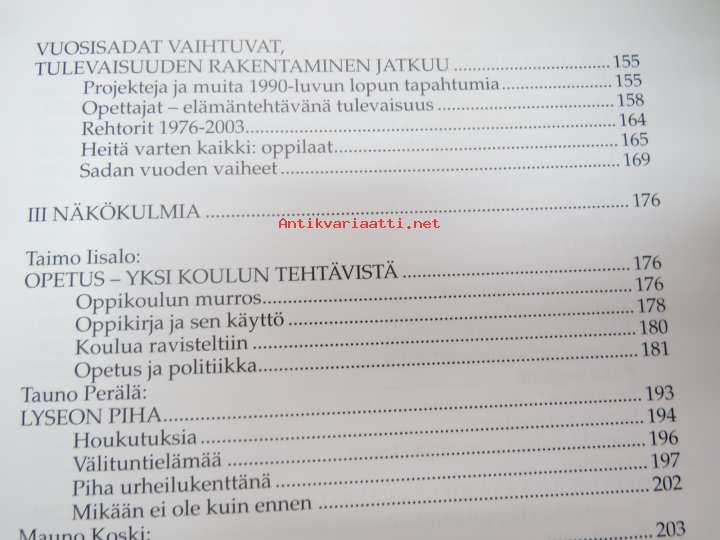 VUOSISADAT VAIHTUVAT,
TULEVAISUUDEN RAKENTAMINEN JATKUU ........ 155
Projekteja ja muita 1990-luvun lopun tapahtumia ........ 155
Opettajat – elämäntehtävänä tulevaisuus ........ 158
Rehtorit 1976-2003 ........ 164
Heitä varten kaikki: oppilaat ........ 165
Sadan vuoden vaiheet ........ 169
III NÄKÖKULMIA ........ 176
Antikvariaatti.net
Taimo Iisalo:
OPETUS – YKSI KOULUN TEHTÄVISTÄ ........ 176
Oppikoulun murros ........ 176
Oppikirja ja sen käyttö ........ 178
Koulua ravisteltiin ........ 180
Opetus ja politiikka ........ 181
Tauno Perälä:
LYSEON PIHA ........ 193
Houkutuksia ........ 194
Välituntielämää ........ 196
Piha urheilukenttänä ........ 197
Mikään ei ole kuin ennen ........ 202
Mauno Koski:
........ 203